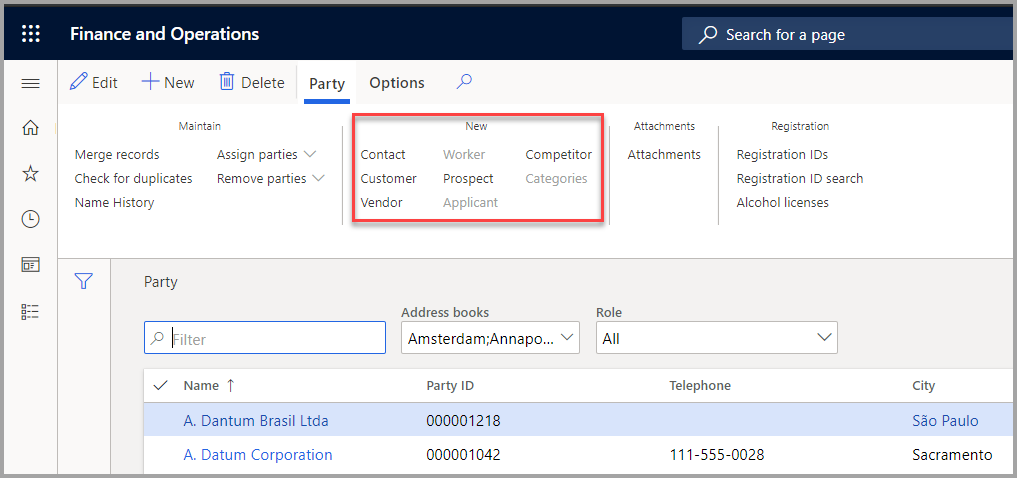 Finance and Operations
Search for a page
Edit
New
Delete
Party
Options
Maintain
Merge records
Check for duplicates
Name History
Assign parties
Remove parties
New
Contact
Customer
Vendor
Worker
Prospect
Applicant
Competitor
Categories
Attachments
Attachments
Registration
Registration IDs
Registration ID search
Alcohol licenses
Party
Filter
Address books
Amsterdam;Annapo...
Role
All
Name ↑ Party ID Telephone City
A. Dantum Brasil Ltda 000001218 São Paulo
A. Datum Corporation 000001042 111-555-0028 Sacramento